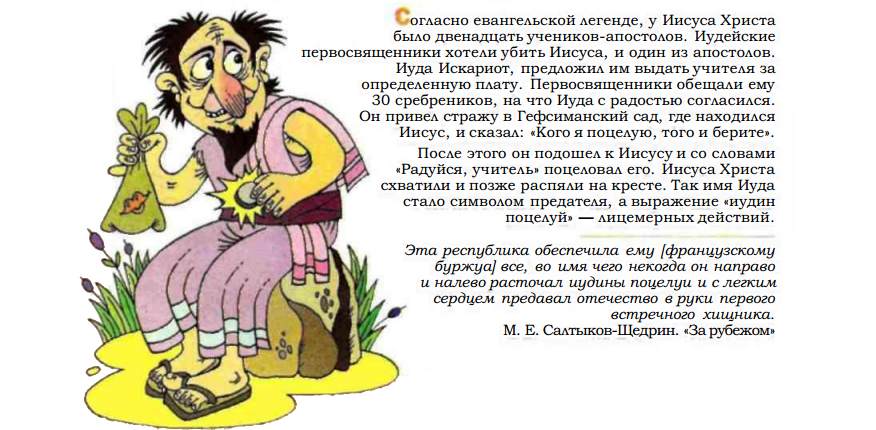 Согласно евангельской легенде, у Иисуса Христа
было двенадцать учеников-апостолов. Иудейские
первосвященники хотели убить Иисуса, и один из апостолов.
Иуда Искариот, предложил им выдать учителя за
определенную плату. Первосвященники обещали ему
30 сребреников, на что Иуда с радостью согласился.
Он привел стражу в Гефсиманский сад, где находился
Иисус, и сказал: «Кого я поцелую, того и берите».
После этого он подошел к Иисусу и со словами
«Радуйся, учитель» поцеловал его. Иисуса Христа
схватили и позже распяли на кресте. Так имя Иуда
стало символом предателя, а выражение «иудин
поцелуй» — лицемерных действий.
Эта республика обеспечила ему [французскому
буржуа] все, во имя чего некогда он направо
и налево расточал иудины поцелуи и с легким
сердцем предавал отечество в руки первого
встречного хищника.
М. Е. Салтыков-Щедрин. «За рубежом»